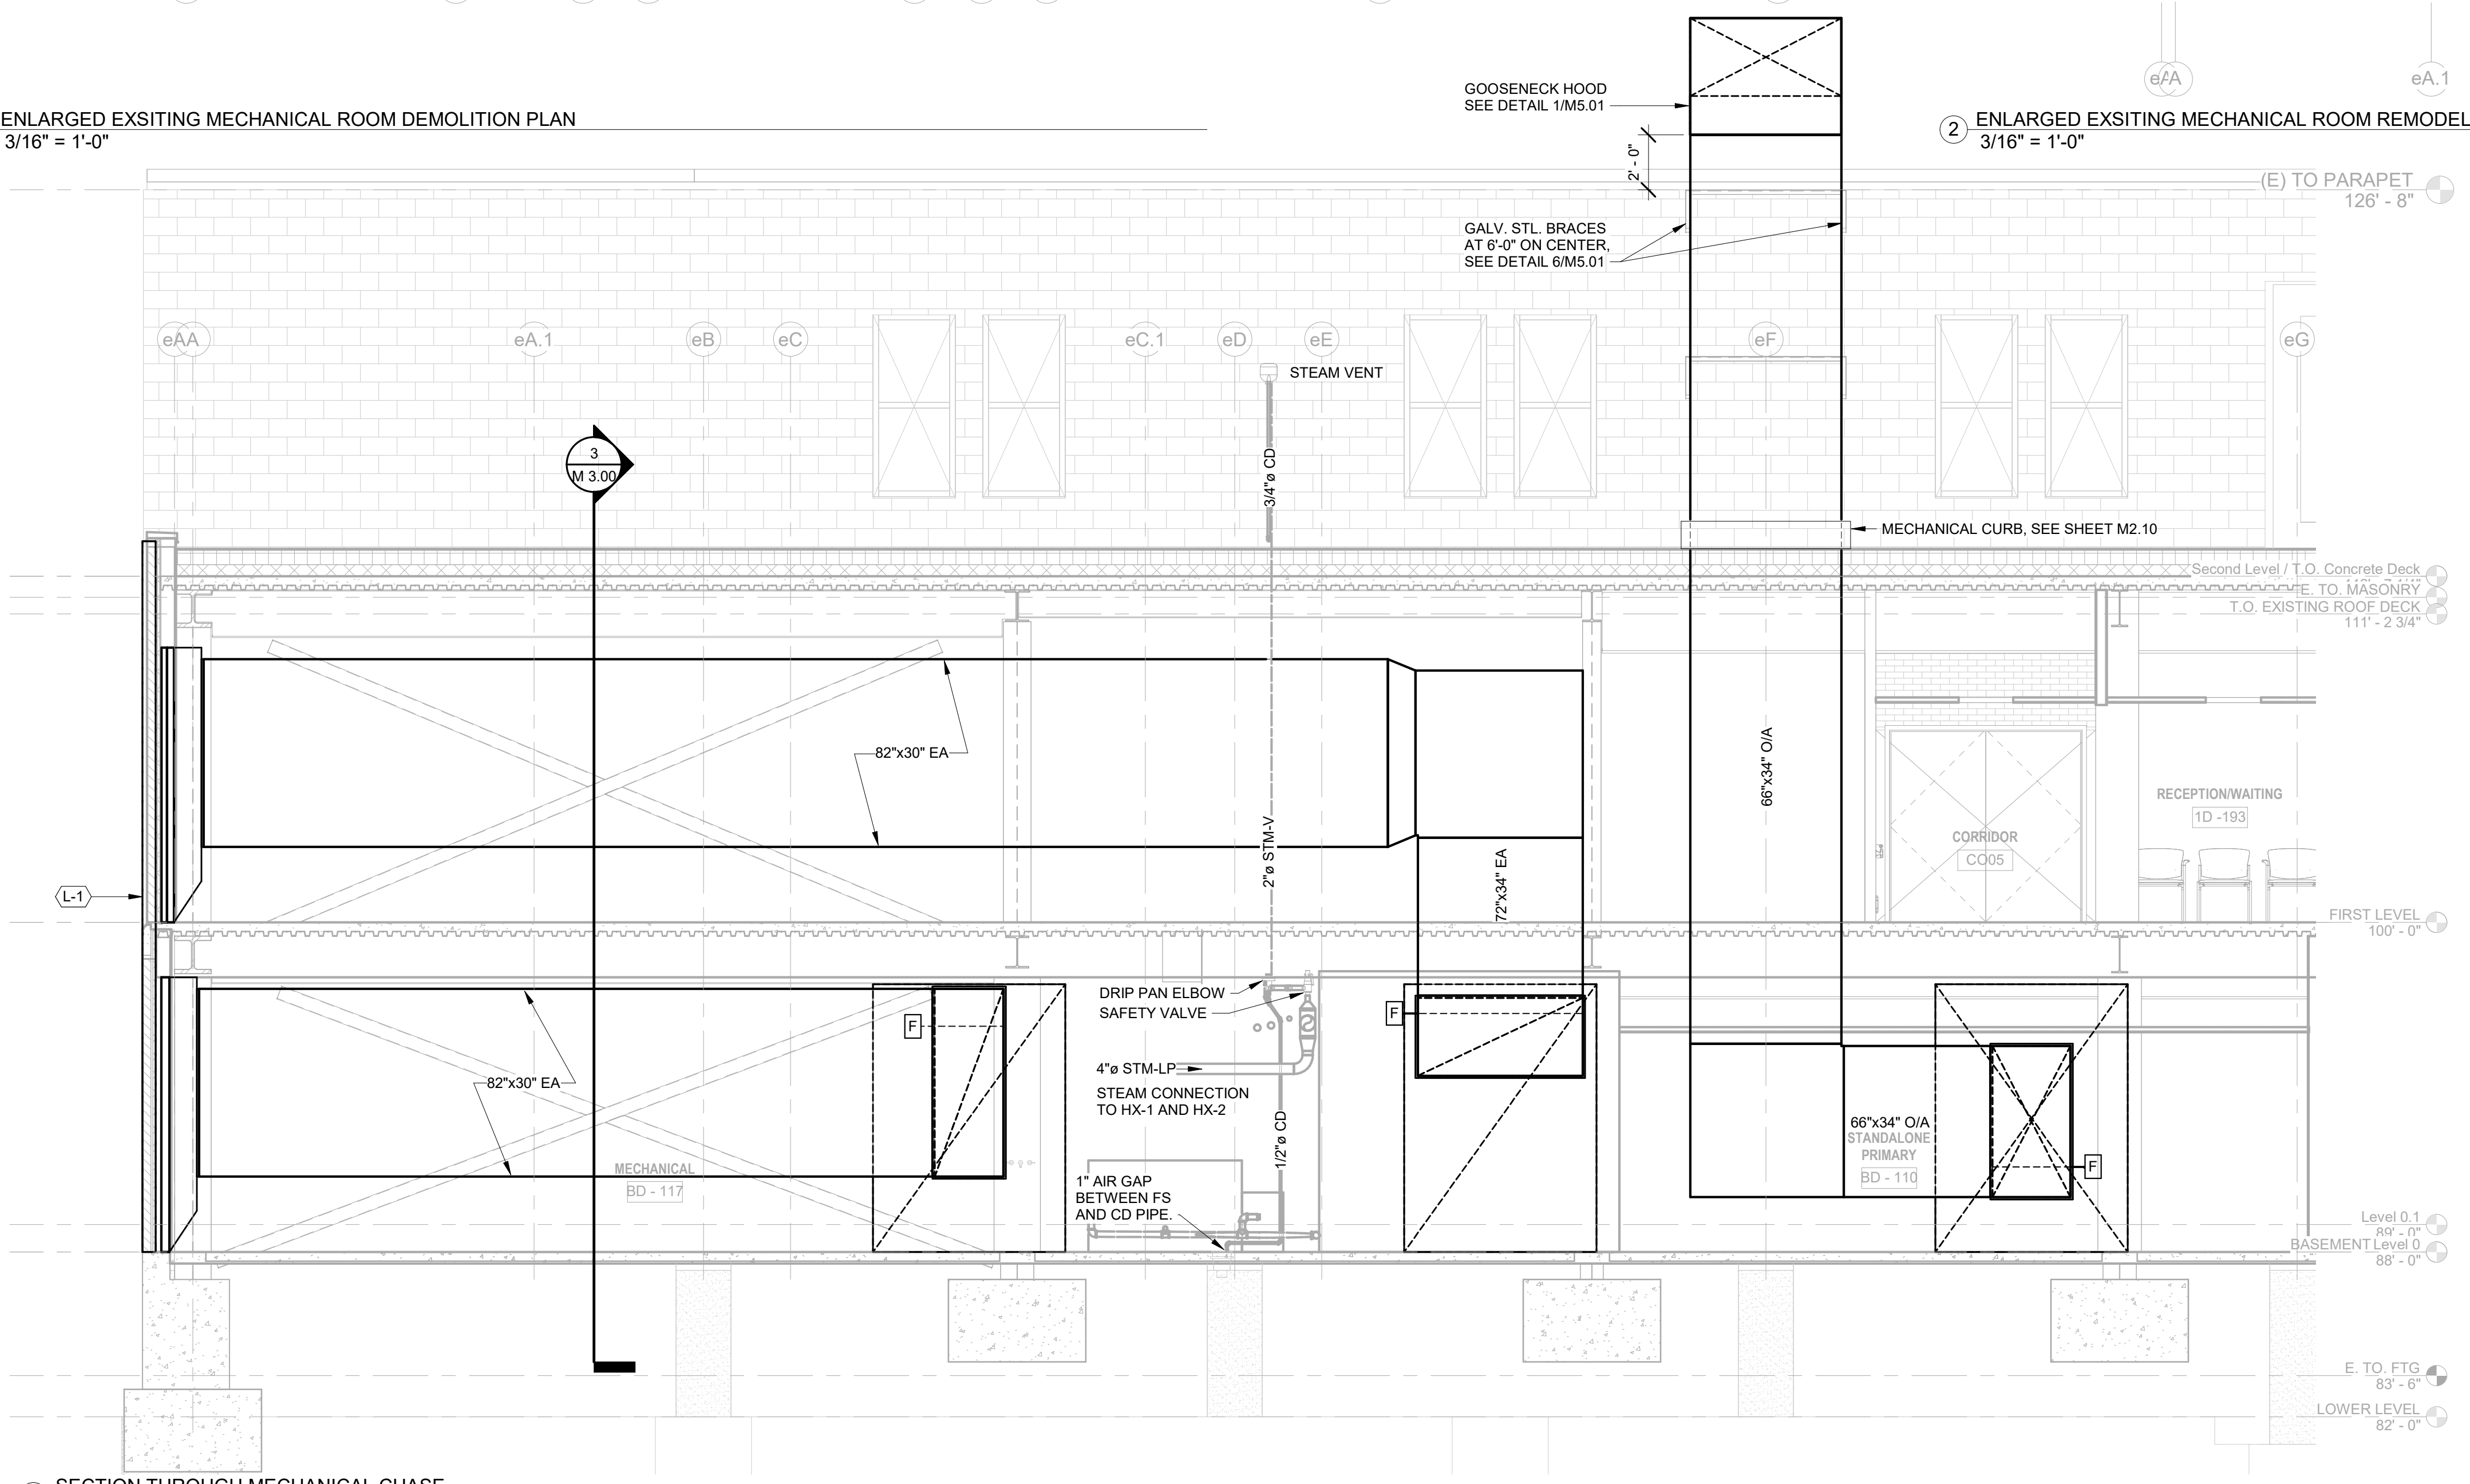 ENLARGED EXSITING MECHANICAL ROOM DEMOLITION PLAN
3/16" = 1'-0"
2
ENLARGED EXSITING MECHANICAL ROOM REMODEL
3/16" = 1'-0"
eA
A
eA.1
GOOSENECK HOOD
SEE DETAIL 1/M5.01
2' - 0"
(E) TO PARAPET
126' - 8"
GALV. STL. BRACES
AT 6'-0" ON CENTER,
SEE DETAIL 6/M5.01
eA
A
eA.1
eB
eC
eC.1
eD
eE
eF
eG
STEAM VENT
3
M 3.00
3/4"ø CD
MECHANICAL CURB, SEE SHEET M2.10
Second Level / T.O. Concrete Deck
E. TO. MASONRY
T.O. EXISTING ROOF DECK
111' - 2 3/4"
82"x30" EA
66"x34" O/A
RECEPTION/WAITING
1D -193
CORRIDOR
CO05
2"ø STM-V
72"x34" EA
L-1
FIRST LEVEL
100' - 0"
DRIP PAN ELBOW
SAFETY VALVE
F
F
4"ø STM-LP
STEAM CONNECTION
TO HX-1 AND HX-2
82"x30" EA
1/2"ø CD
66"x34" O/A
STANDALONE
PRIMARY
BD - 110
F
MECHANICAL
BD - 117
1" AIR GAP
BETWEEN FS
AND CD PIPE.
Level 0.1
89' - 0"
BASEMENT Level 0
88' - 0"
E. TO. FTG
83' - 6"
LOWER LEVEL
82' - 0"
SECTION THROUGH MECHANICAL CHASE